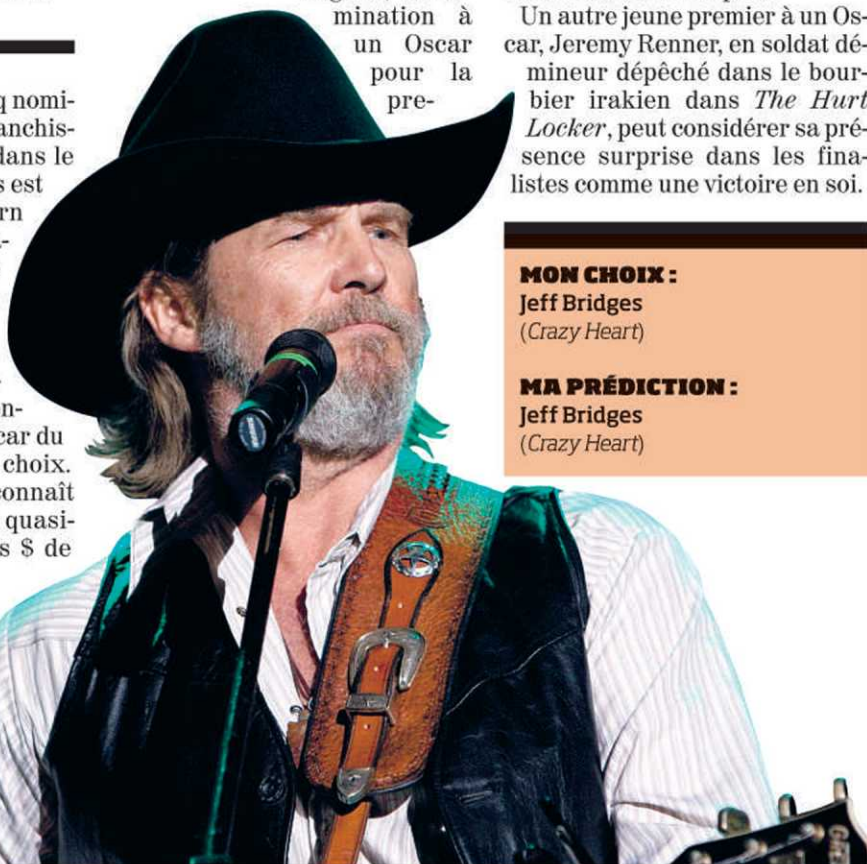 q nomi-
anchis-
dans le
s est
rn
n-
car du
choix.
connaît
quasi-
s $ de
mination à
un Oscar
pour la
pre-
Un autre jeune premier à un Os-
car, Jeremy Renner, en soldat dé-
mineur dépêché dans le bour-
bier irakien dans The Hurt
Locker, peut considérer sa pré-
sence surprise dans les fina-
listes comme une victoire en soi.
MON CHOIX :
Jeff Bridges
(Crazy Heart)
MA PRÉDICTION :
Jeff Bridges
(Crazy Heart)